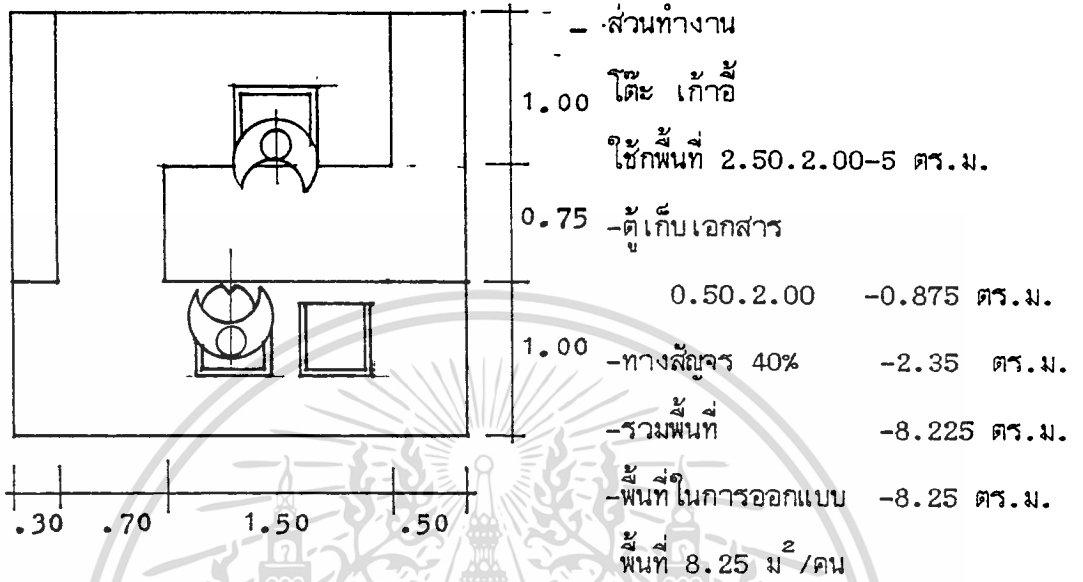 - ส่วนทำงาน
โต๊ะ เก้าอี้
1.00
ใช้กพื้นที่ 2.50.2.00-5 ตร.ม.
0.75
-ตู้เก็บเอกสาร
0.50.2.00 -0.875 ตร.ม.
1.00
-ทางสัญจร 40% -2.35 ตร.ม.
-รวมพื้นที่ -8.225 ตร.ม.
-พื้นที่ในการออกแบบ -8.25 ตร.ม.
.30 .70 1.50 .50
พื้นที่ 8.25 ม²/คน